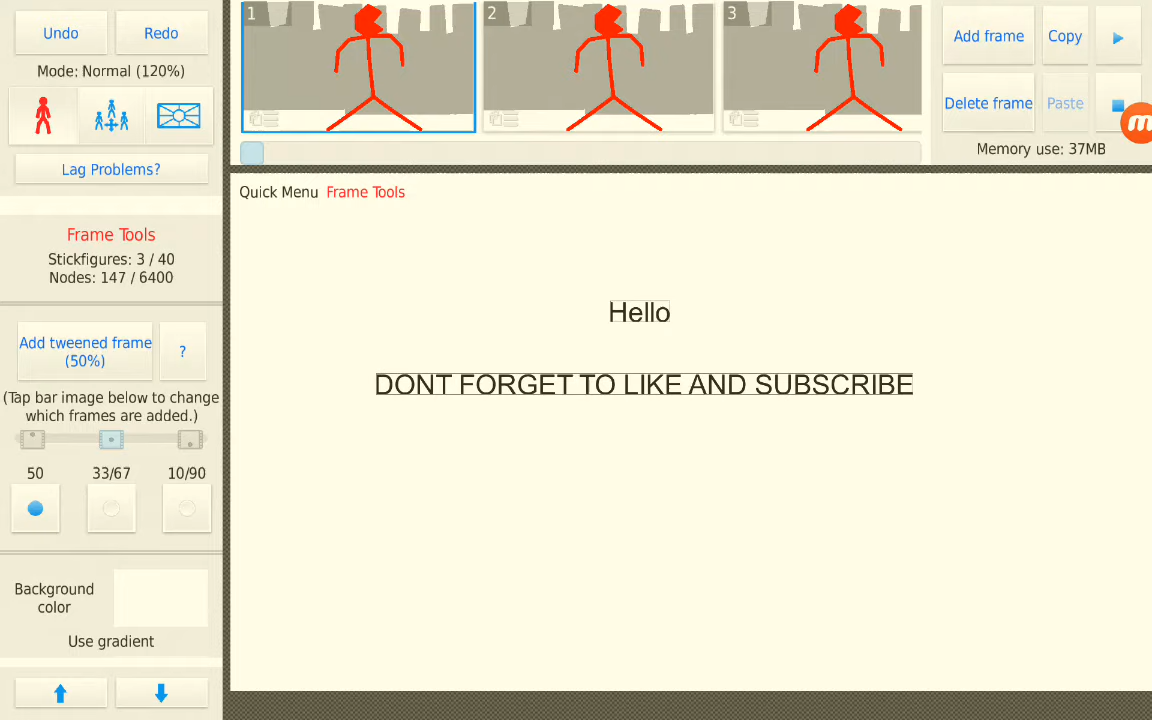 Undo
Redo
Mode: Normal (120%)
Lag Problems?
Frame Tools
Stickfigures: 3 / 40
Nodes: 147 / 6400
Add tweened frame
(50%)
?
(Tap bar image below to change
which frames are added.)
50
33/67
10/90
Background
color
Use gradient
1
2
3
Add frame
Copy
Delete frame
Paste
m
Memory use: 37MB
Quick Menu Frame Tools
Hello
DONT FORGET TO LIKE AND SUBSCRIBE